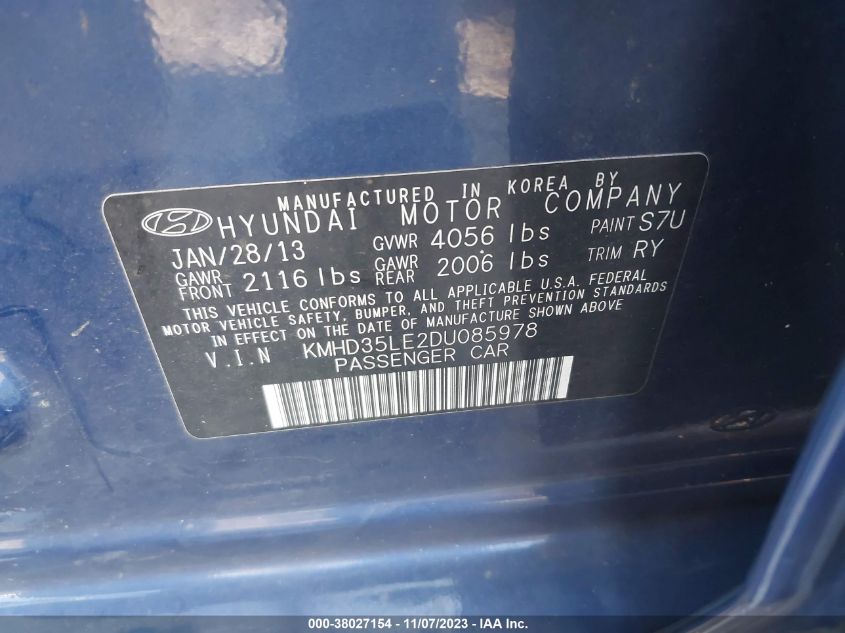 MANUFACTURED IN KOREA BY
HYUNDAI MOTOR COMPANY
JAN/28/13 GVWR 4056 lbs PAINT S7U
GAWR FRONT 2116 lbs GAWR REAR 2006 lbs TRIM RY
THIS VEHICLE CONFORMS TO ALL APPLICABLE U.S.A. FEDERAL
MOTOR VEHICLE SAFETY, BUMPER, AND THEFT PREVENTION STANDARDS
IN EFFECT ON THE DATE OF MANUFACTURE SHOWN ABOVE
V.I.N KMHD35LE2DU085978
PASSENGER CAR
000-38027154 - 11/07/2023 - IAA Inc.